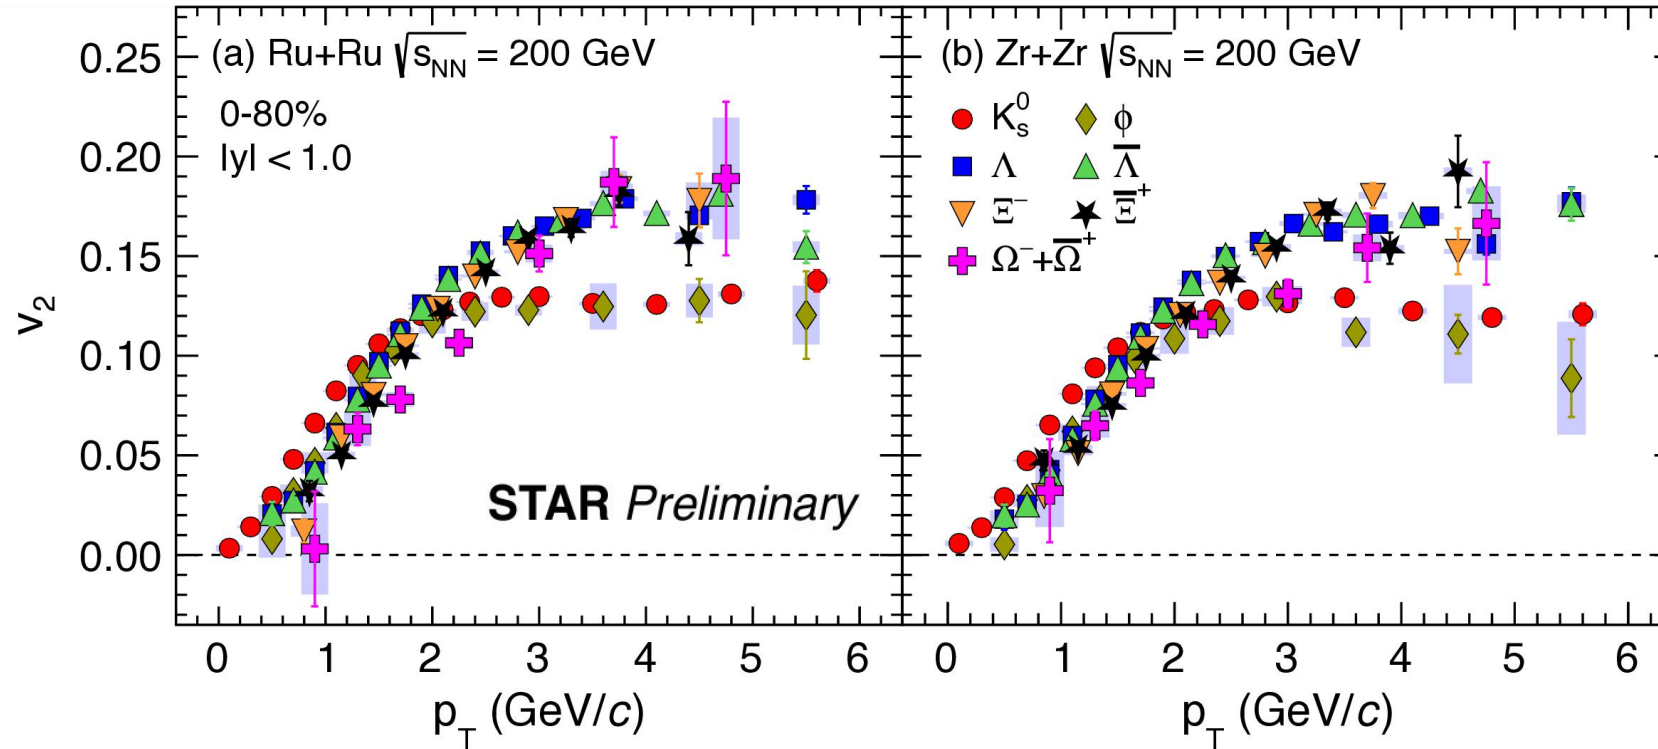 (a) Ru+Ru √sNN = 200 GeV
0-80%
|y| < 1.0
STAR Preliminary
(b) Zr+Zr √sNN = 200 GeV
K⁰s ϕ
Λ Λ̅
Ξ⁻ Ξ̅⁺
Ω⁻+Ω̅⁺
v₂
0.25
0.20
0.15
0.10
0.05
0.00
0 1 2 3 4 5 6
0 1 2 3 4 5 6
pT (GeV/c)
pT (GeV/c)